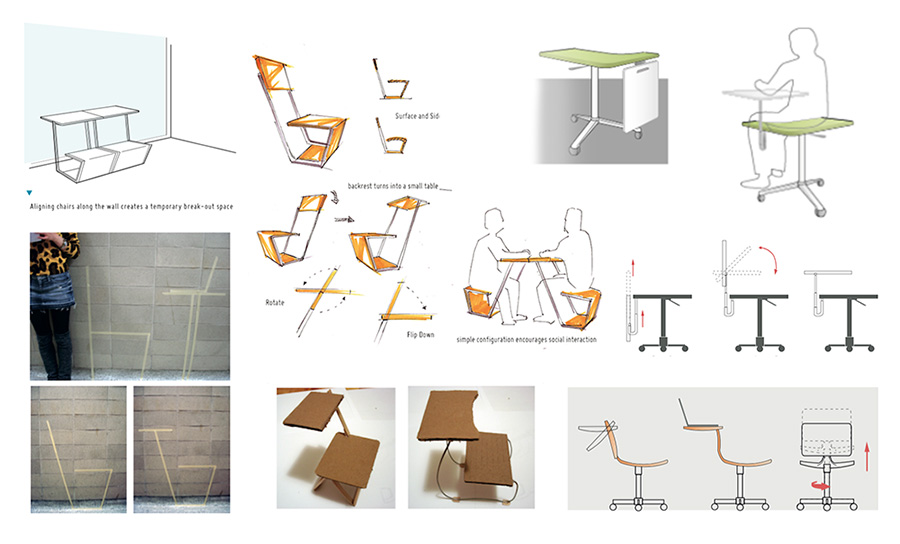 Surface and Sid
backrest turns into a small table
Aligning chairs along the wall creates a temporary break-out space
Rotate
Flip Down
simple configuration encourages social interaction